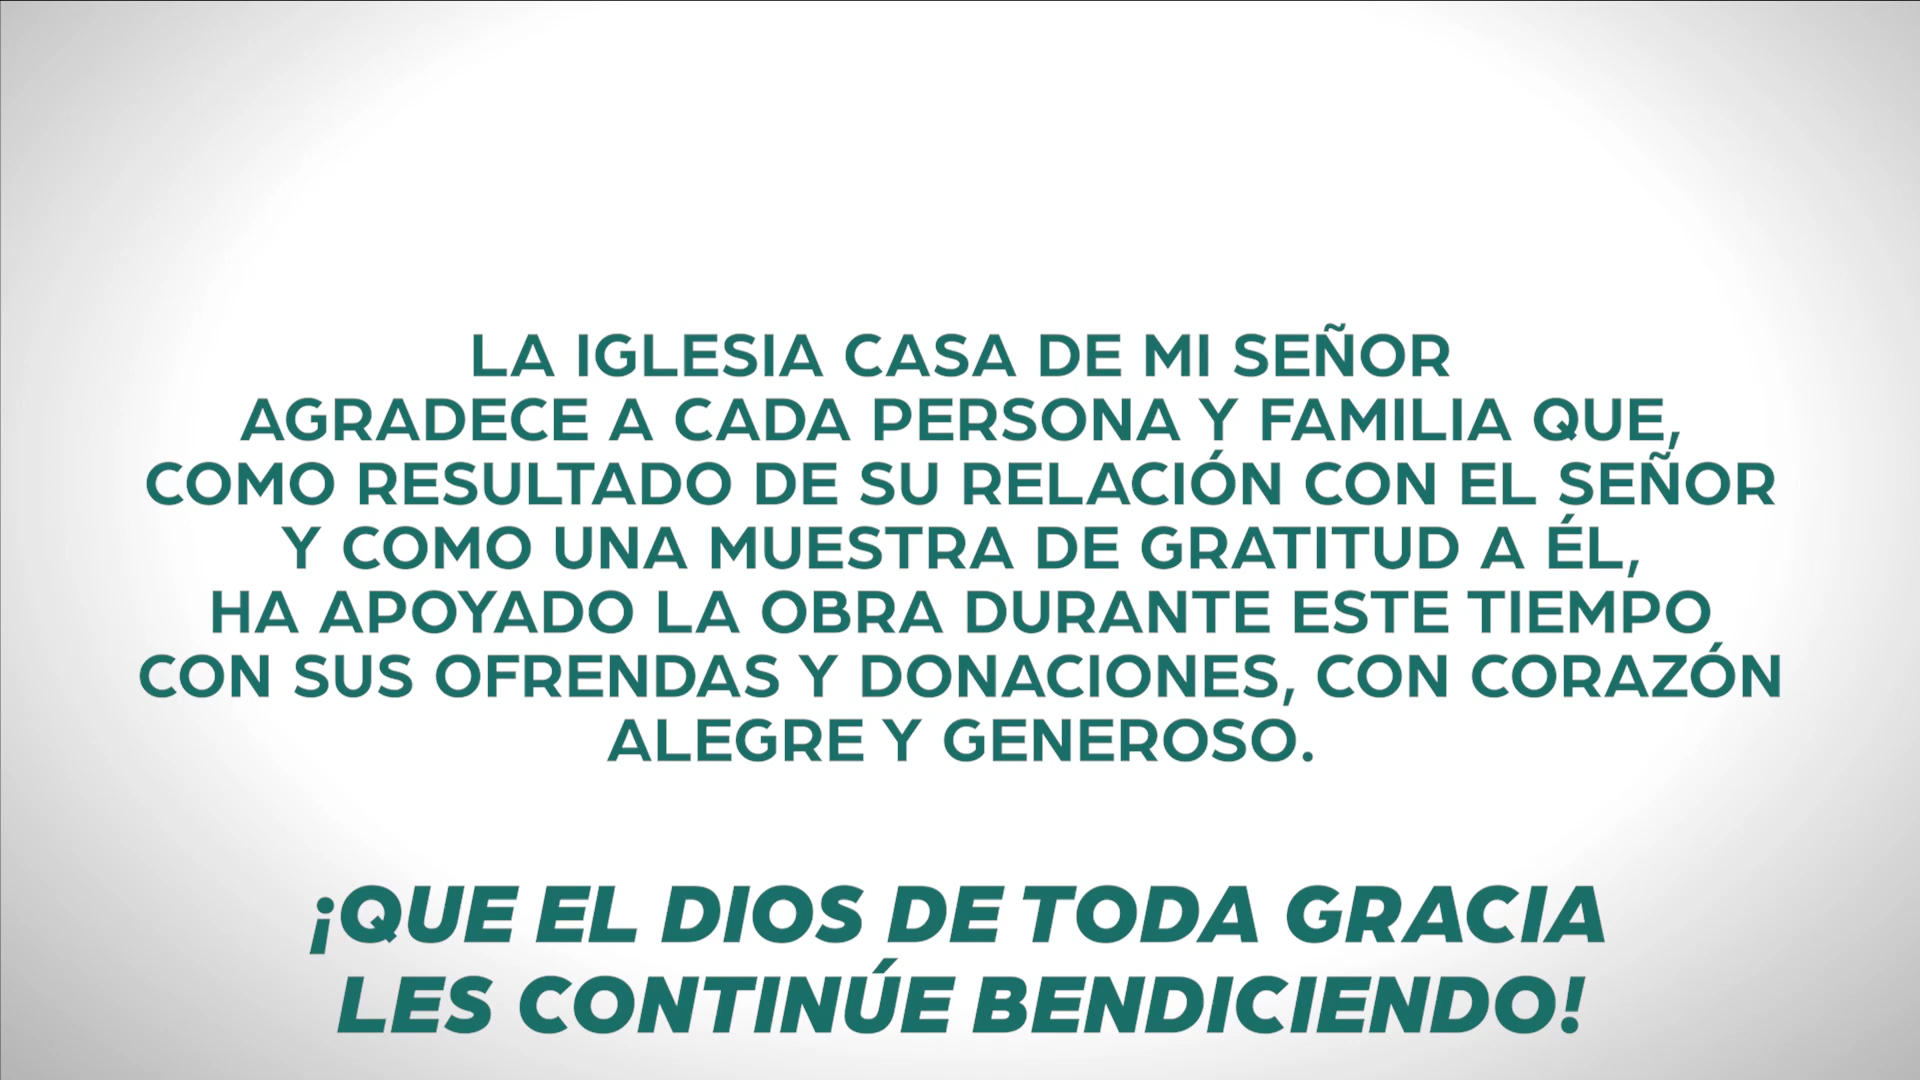 LA IGLESIA CASA DE MI SEÑOR
AGRADECE A CADA PERSONA Y FAMILIA QUE,
COMO RESULTADO DE SU RELACIÓN CON EL SEÑOR
Y COMO UNA MUESTRA DE GRATITUD A ÉL,
HA APOYADO LA OBRA DURANTE ESTE TIEMPO
CON SUS OFRENDAS Y DONACIONES, CON CORAZÓN
ALEGRE Y GENEROSO.
¡QUE EL DIOS DE TODA GRACIA
LES CONTINÚE BENDICIENDO!